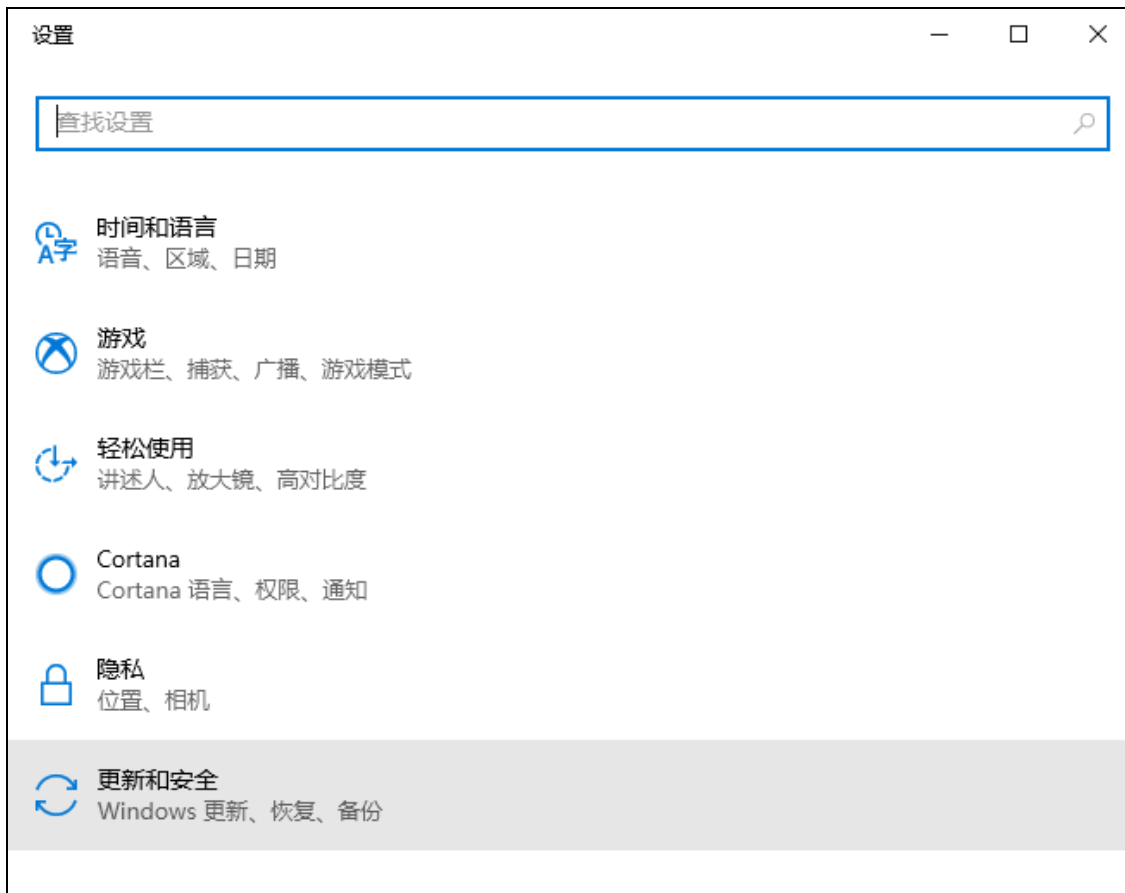 设置
查找设置
时间和语言
语音、区域、日期
游戏
游戏栏、捕获、广播、游戏模式
轻松使用
讲述人、放大镜、高对比度
Cortana
Cortana 语言、权限、通知
隐私
位置、相机
更新和安全
Windows 更新、恢复、备份